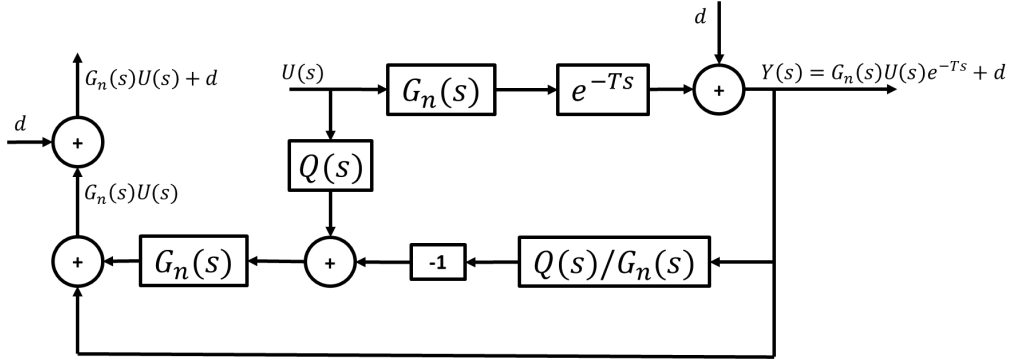 d
G_n(s)U(s) + d
U(s)
G_n(s)
e^{-Ts}
+
Y(s) = G_n(s)U(s)e^{-Ts} + d
d
+
Q(s)
G_n(s)U(s)
+
G_n(s)
+
-1
Q(s)/G_n(s)